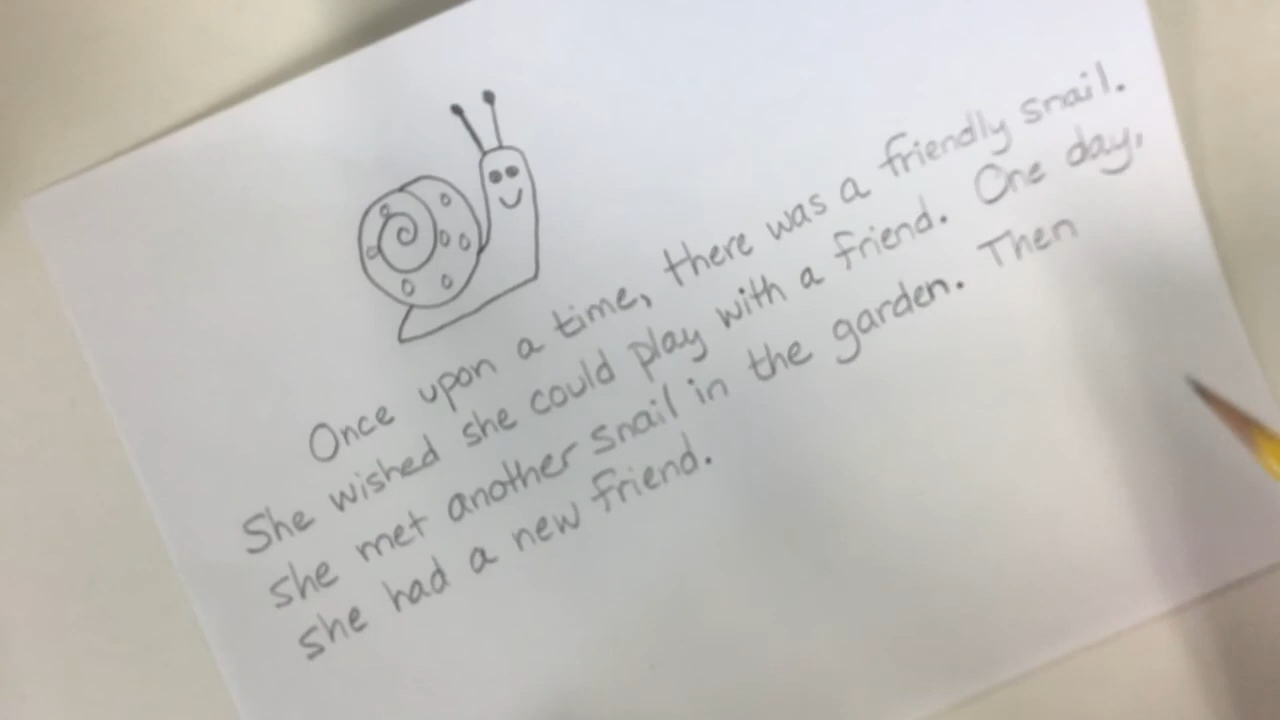 Once upon a time, there was a friendly snail.
She wished she could play with a friend. One day,
she met another snail in the garden. Then
she had a new friend.